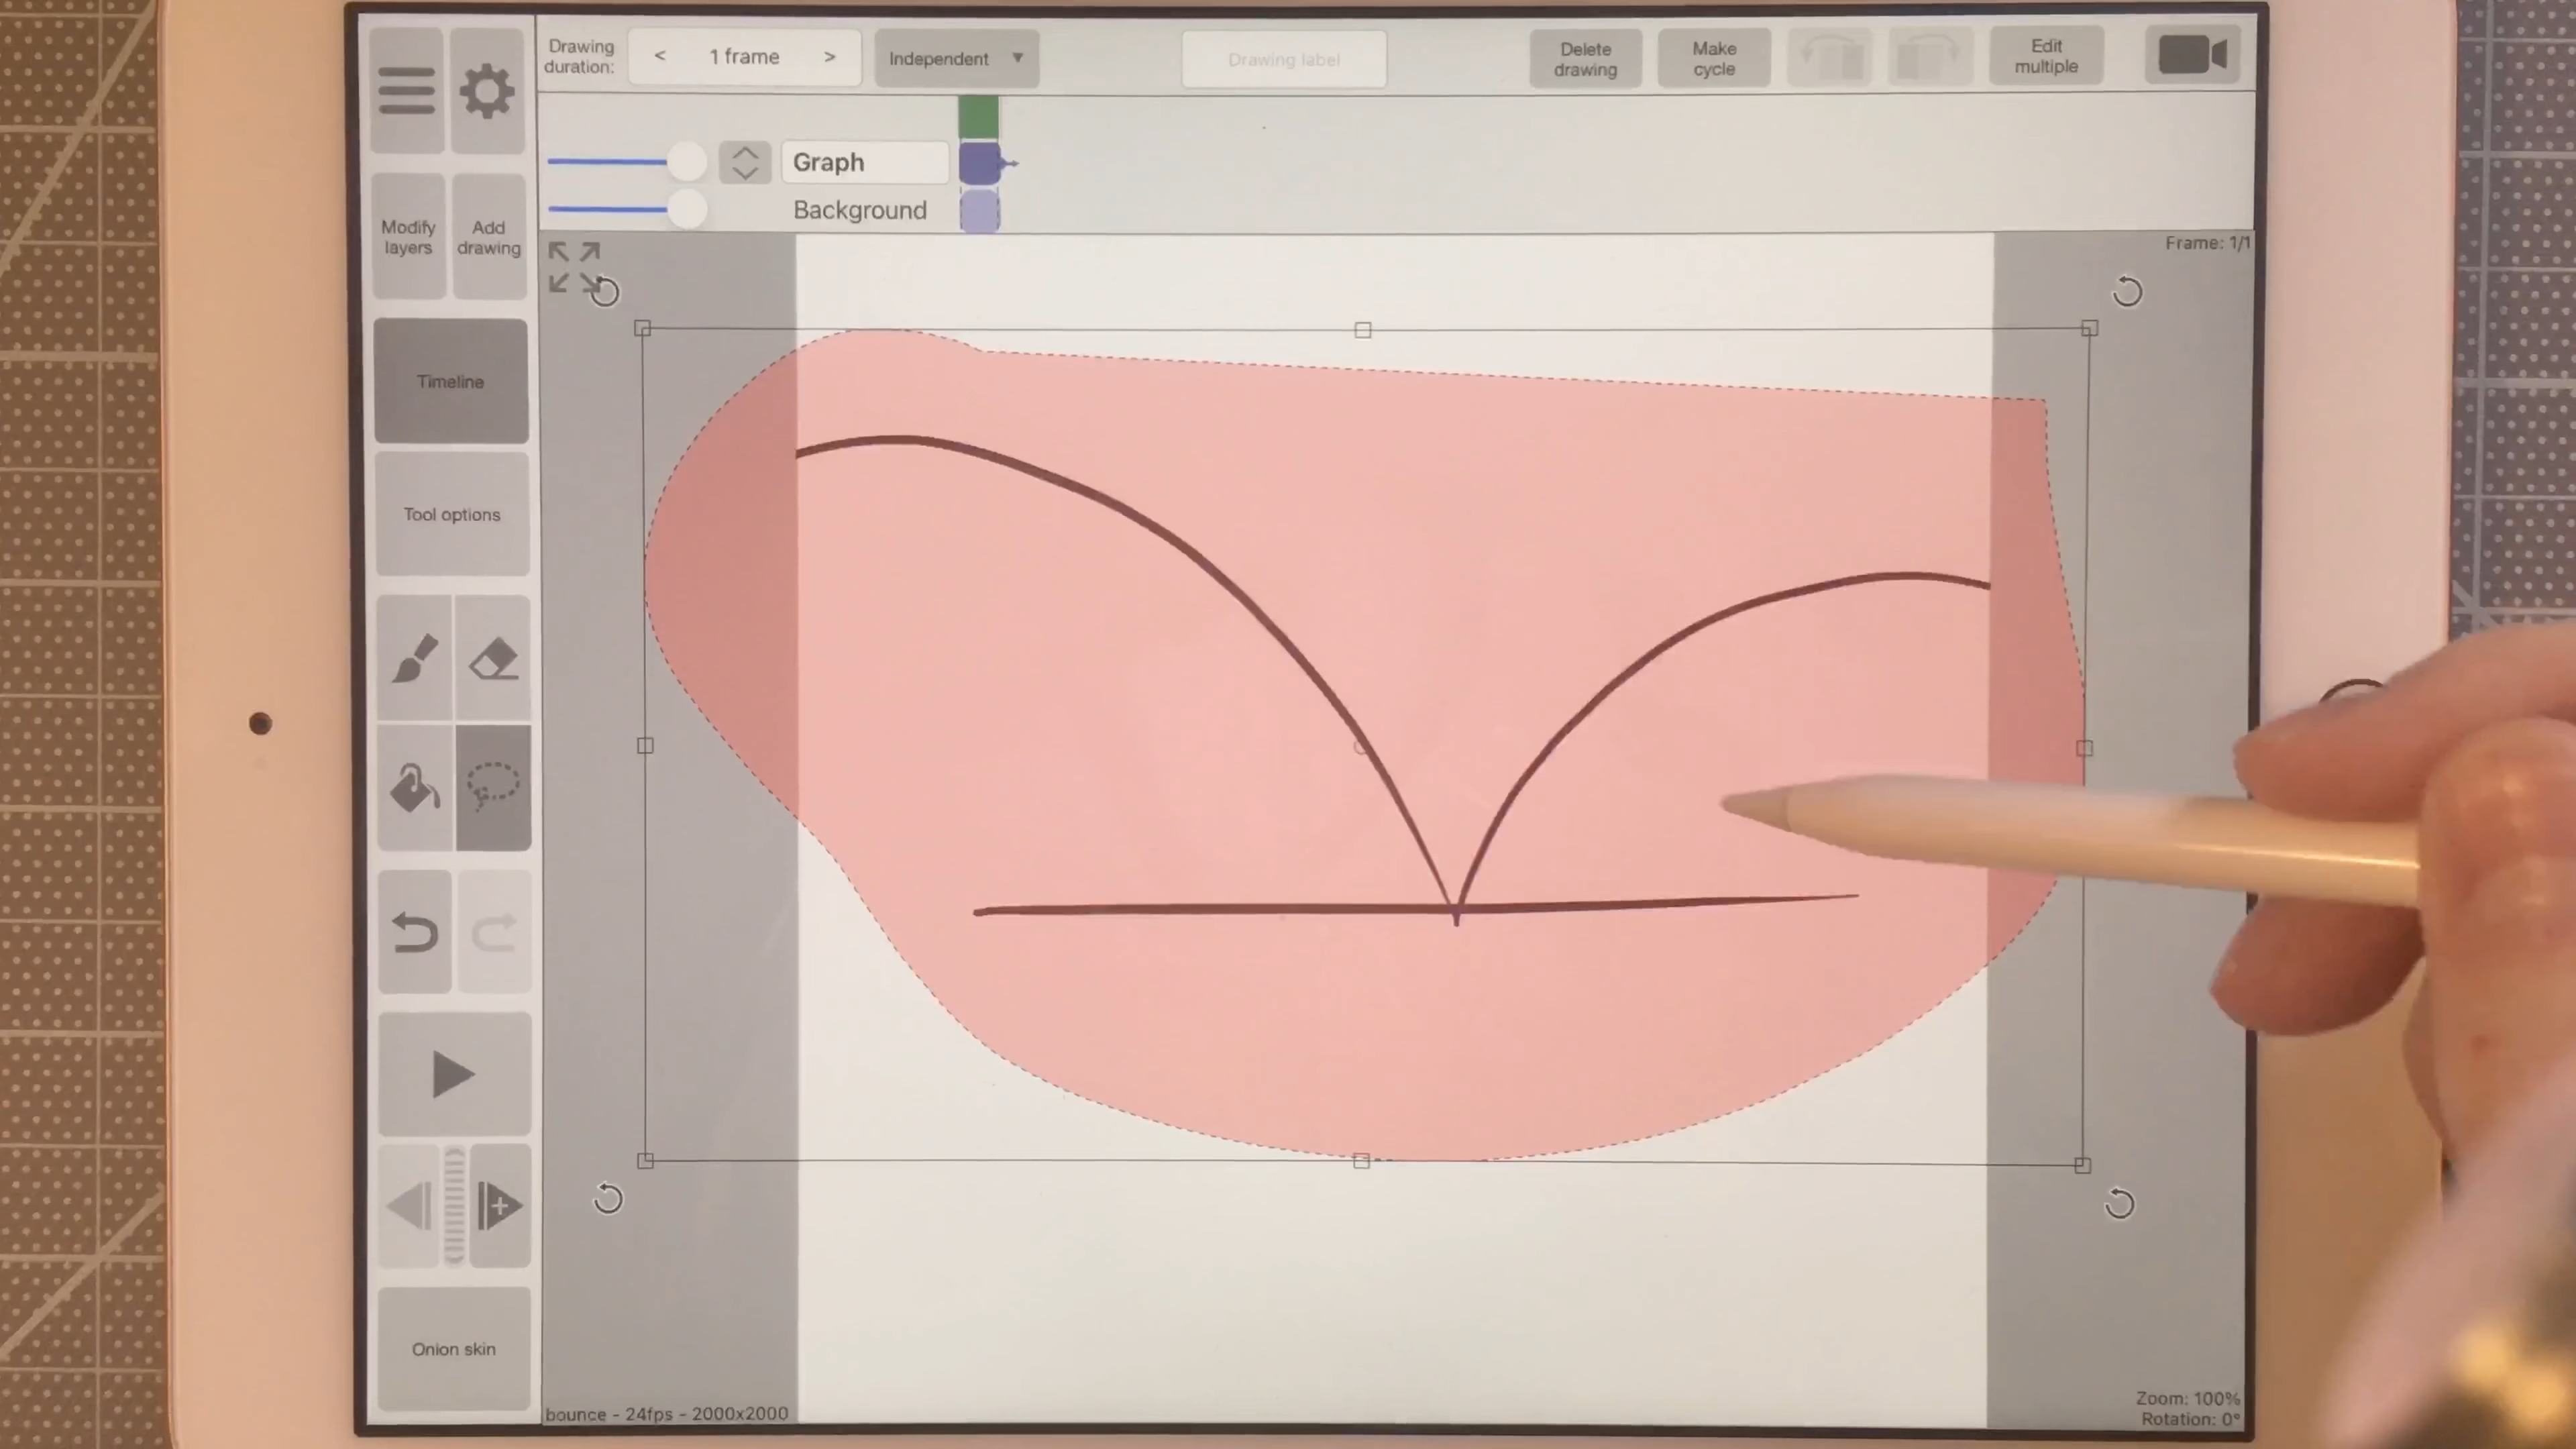 Drawing
duration:
< 1 frame >
Independent
Drawing label
Delete
drawing
Make
cycle
Edit
multiple
Graph
Background
Modify
layers
Add
drawing
Frame: 1/1
Timeline
Tool options
Onion skin
bounce - 24fps - 2000x2000
Zoom: 100%
Rotation: 0°